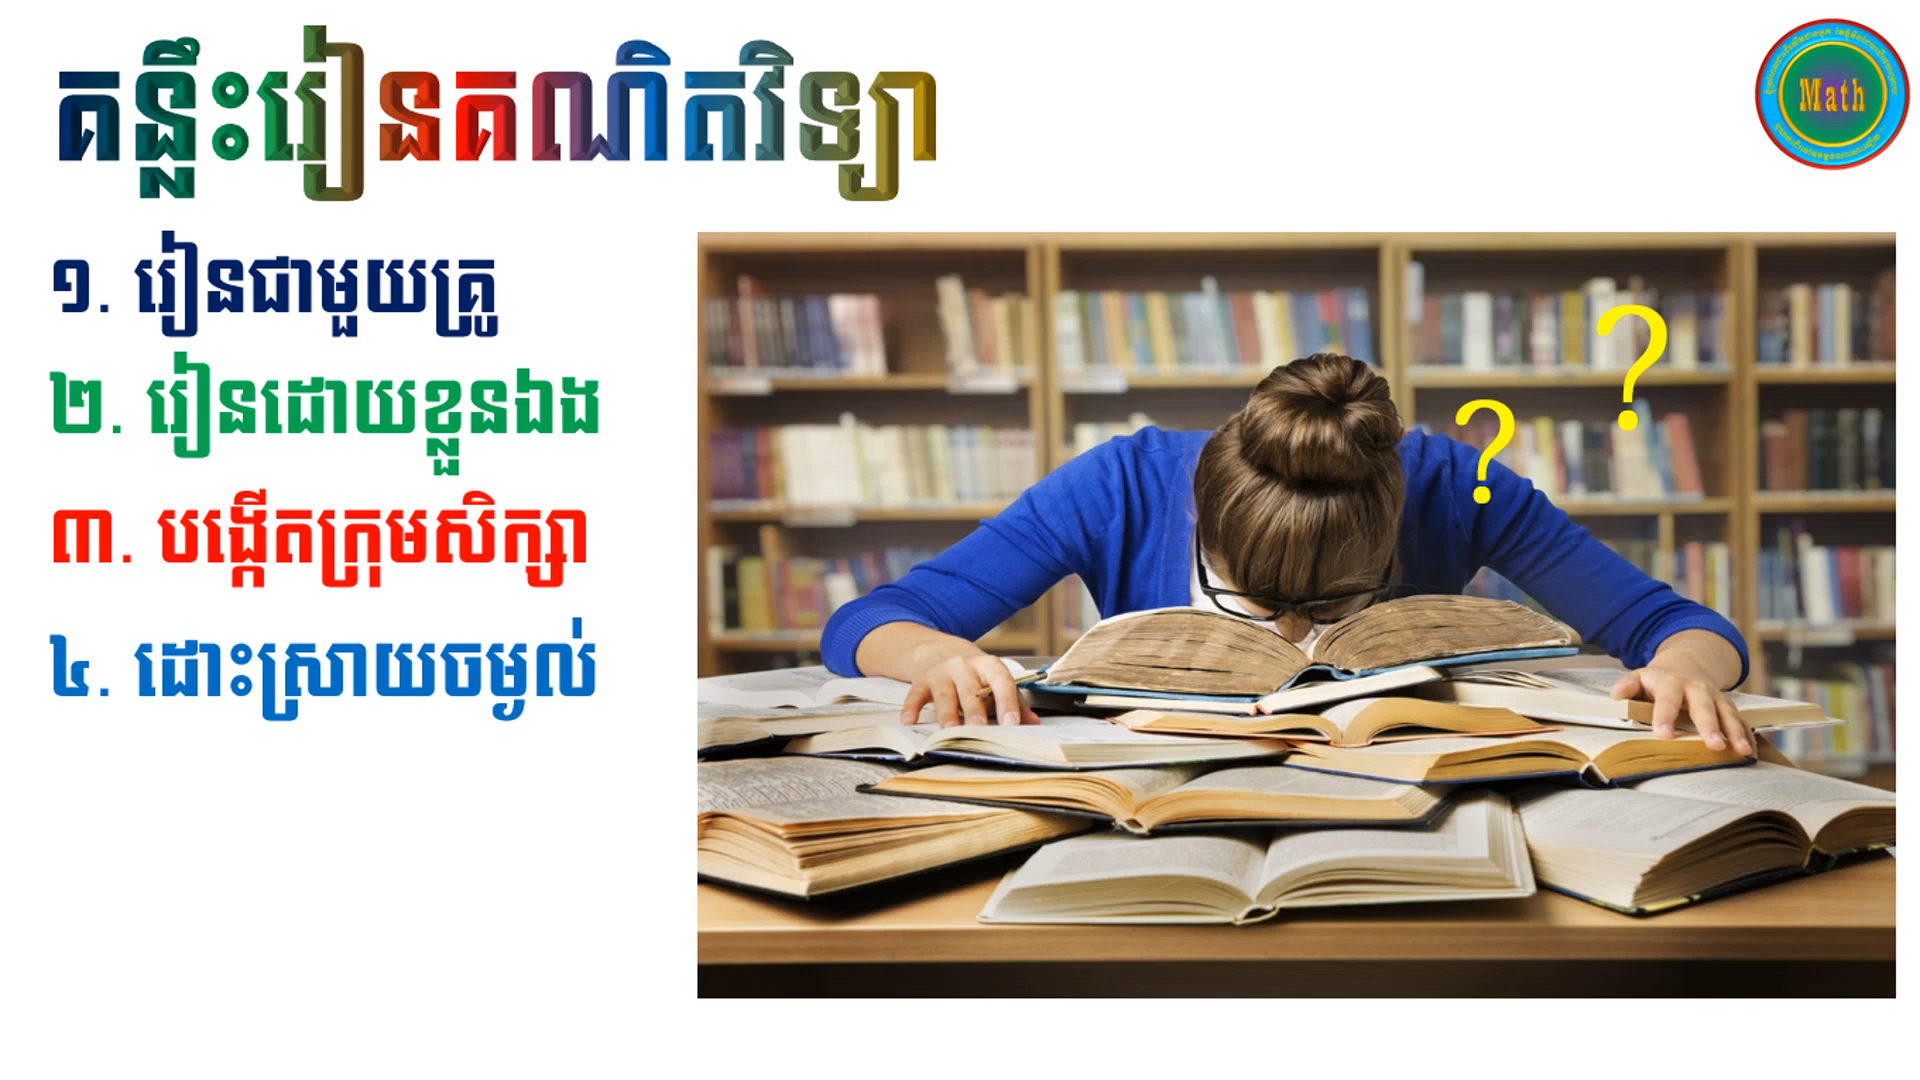 គន្លឹះរៀនគណិតវិទ្យា
Math
១. រៀនជាមួយគ្រូ
២. រៀនដោយខ្លួនឯង
៣. បង្កើតក្រុមសិក្សា
៤. ដោះស្រាយចម្ងល់
?
?